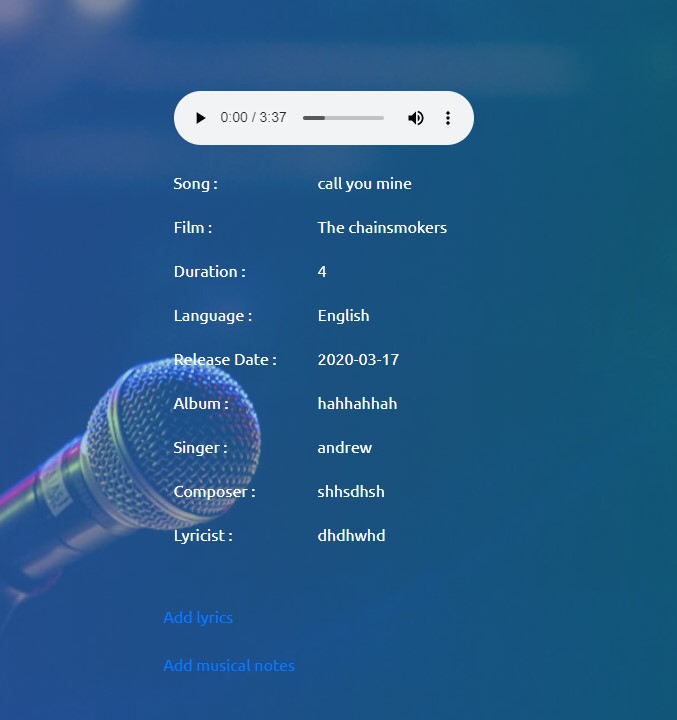 0:00 / 3:37
Song : call you mine
Film : The chainsmokers
Duration : 4
Language : English
Release Date : 2020-03-17
Album : hahhahhah
Singer : andrew
Composer : shhsdhsh
Lyricist : dhdhwhd
Add lyrics
Add musical notes